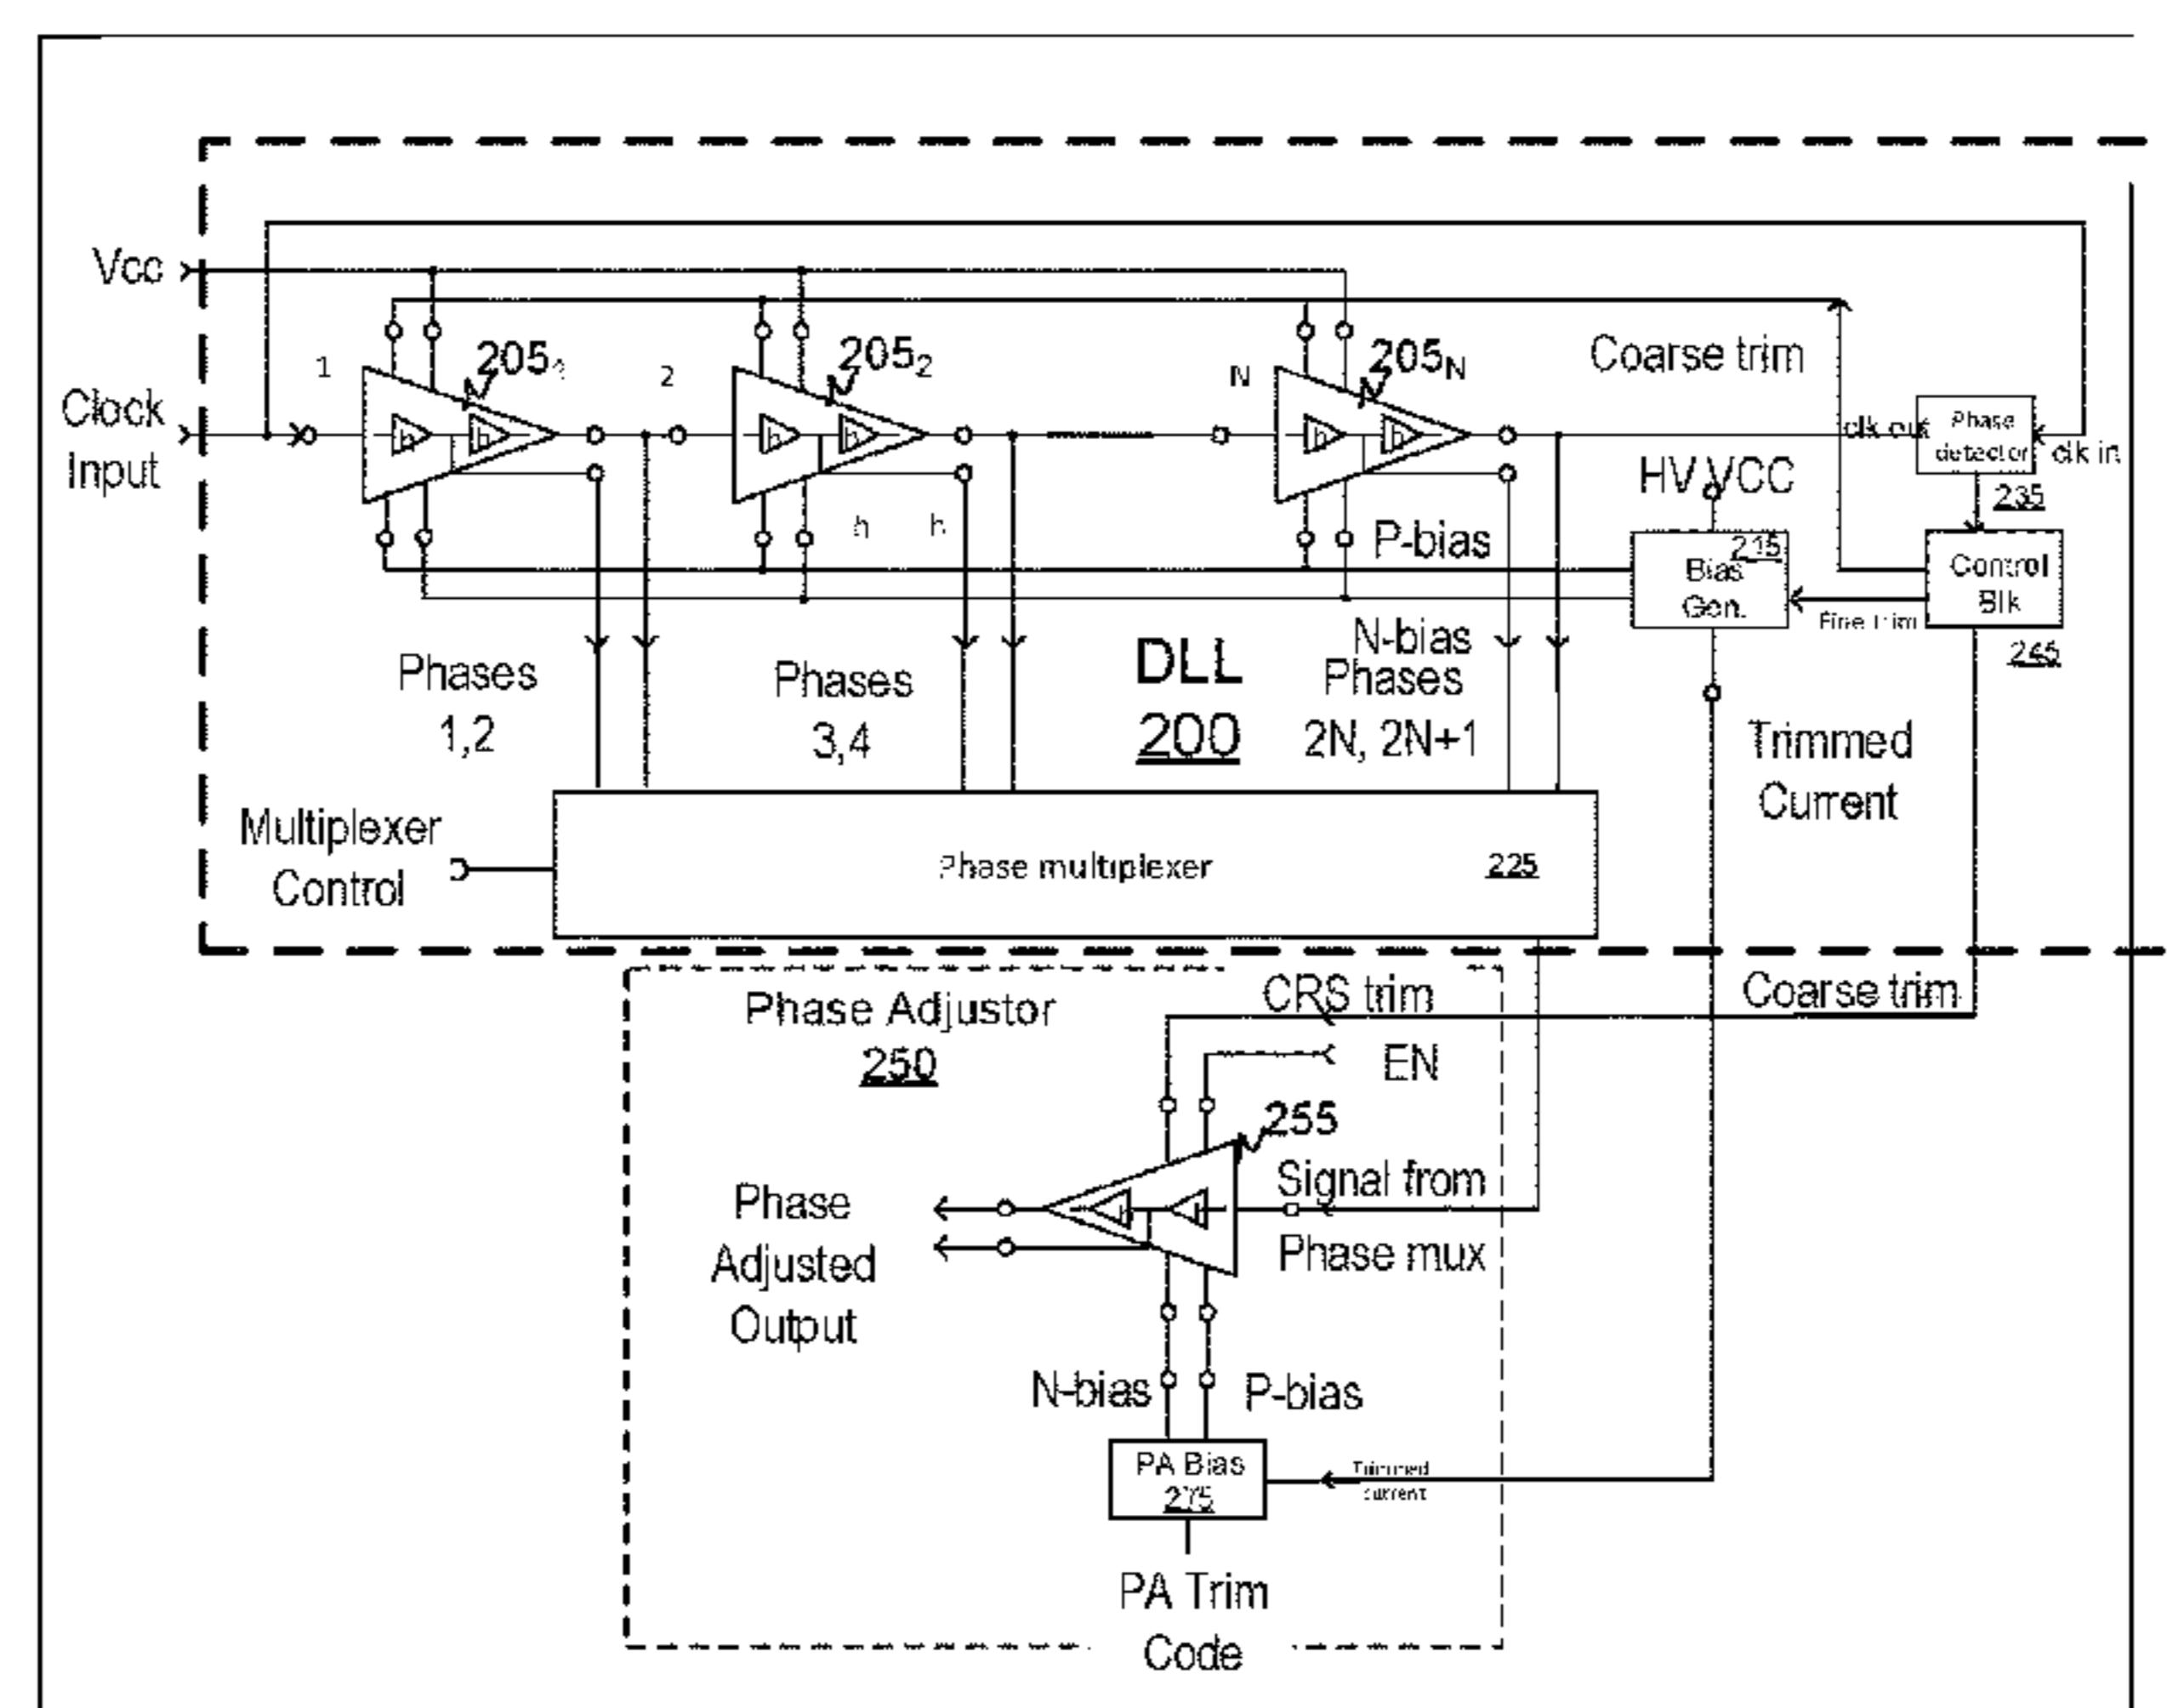 Vcc
Clock
Input
1
205₁
2
205₂
N
205N
Coarse trim
clk out
Phase
detector
clk in
235
HV VCC
h h
P-bias
215
Bias
Gen.
Control
Blk
Fine trim
245
N-bias
Phases
1,2
Phases
3,4
DLL
200
Phases
2N, 2N+1
Trimmed
Current
Multiplexer
Control
Phase multiplexer
225
Phase Adjustor
250
CRS trim
Coarse trim
EN
255
Signal from
Phase mux
Phase
Adjusted
Output
N-bias
P-bias
PA Bias
275
Trimmed
current
PA Trim
Code